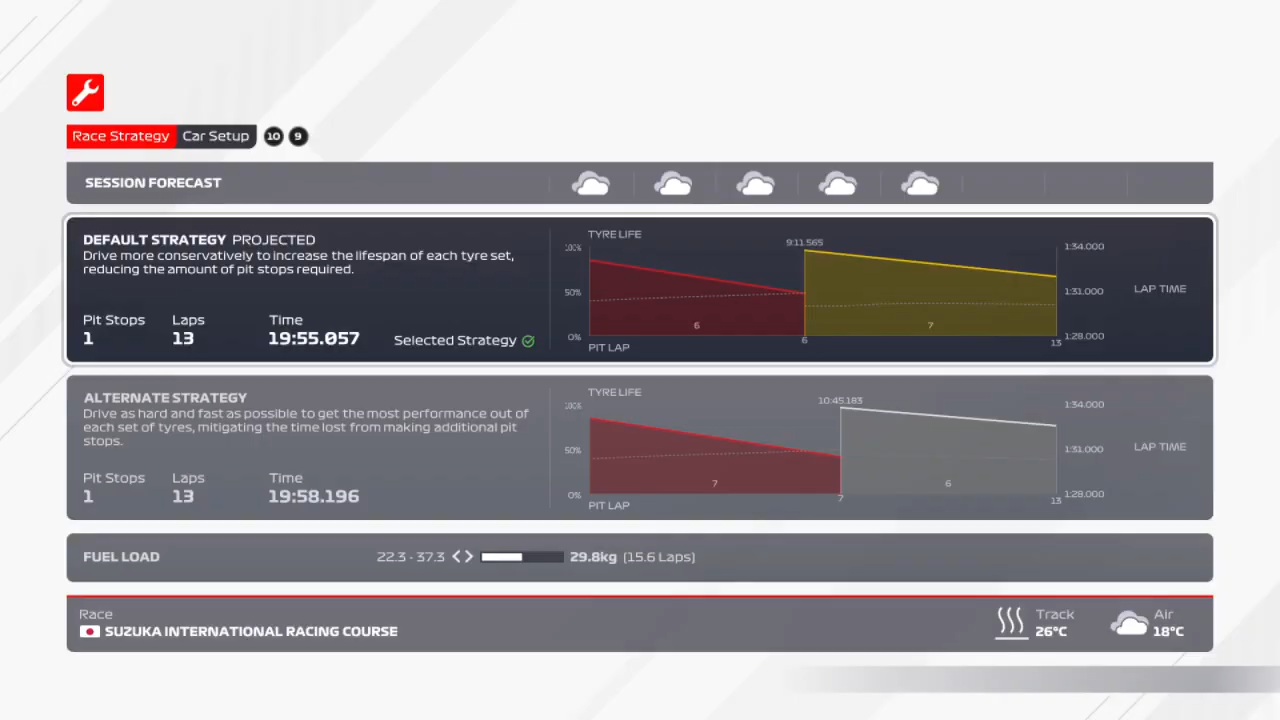 Race Strategy Car Setup 10 9
SESSION FORECAST
DEFAULT STRATEGY PROJECTED
Drive more conservatively to increase the lifespan of each tyre set,
reducing the amount of pit stops required.
Pit Stops Laps Time
1 13 19:55.057 Selected Strategy
TYRE LIFE
100%
50%
0%
9:11.565
6 7
6 13
PIT LAP
1:34.000
1:31.000
1:28.000
LAP TIME
ALTERNATE STRATEGY
Drive as hard and fast as possible to get the most performance out of
each set of tyres, mitigating the time lost from making additional pit
stops.
Pit Stops Laps Time
1 13 19:58.196
TYRE LIFE
100%
50%
0%
10:45.183
7 6
7 13
PIT LAP
1:34.000
1:31.000
1:28.000
LAP TIME
FUEL LOAD 22.3 - 37.3 29.8kg (15.6 Laps)
Race
SUZUKA INTERNATIONAL RACING COURSE
Track
26°C
Air
18°C